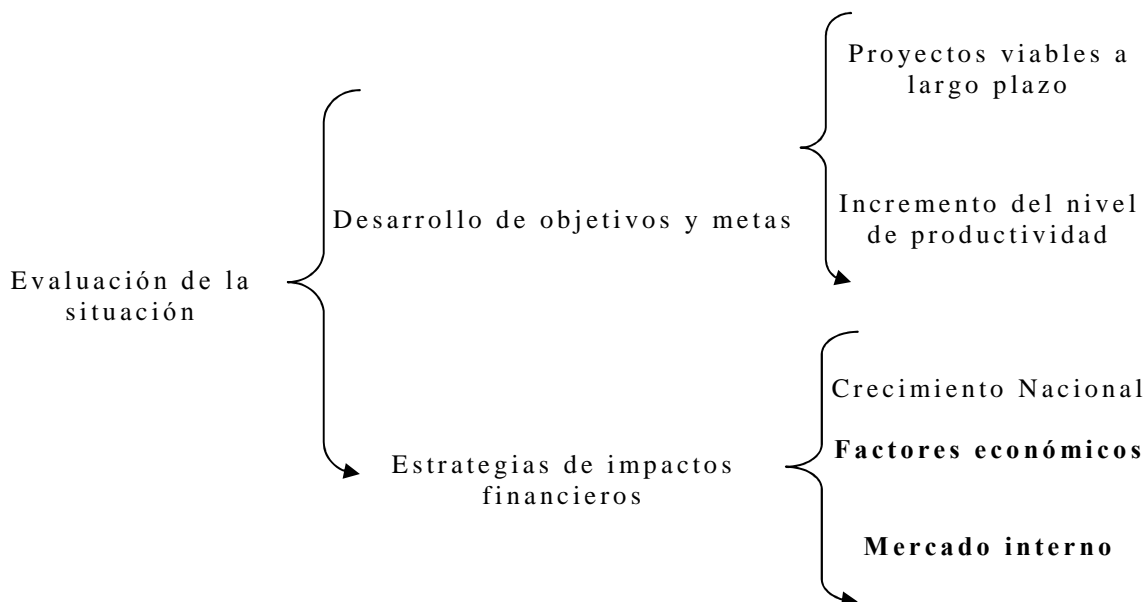 Proyectos viables a
largo plazo
Desarrollo de objetivos y metas
Incremento del nivel
de productividad
Evaluación de la
situación
Crecimiento Nacional
Factores económicos
Estrategias de impactos
financieros
Mercado interno